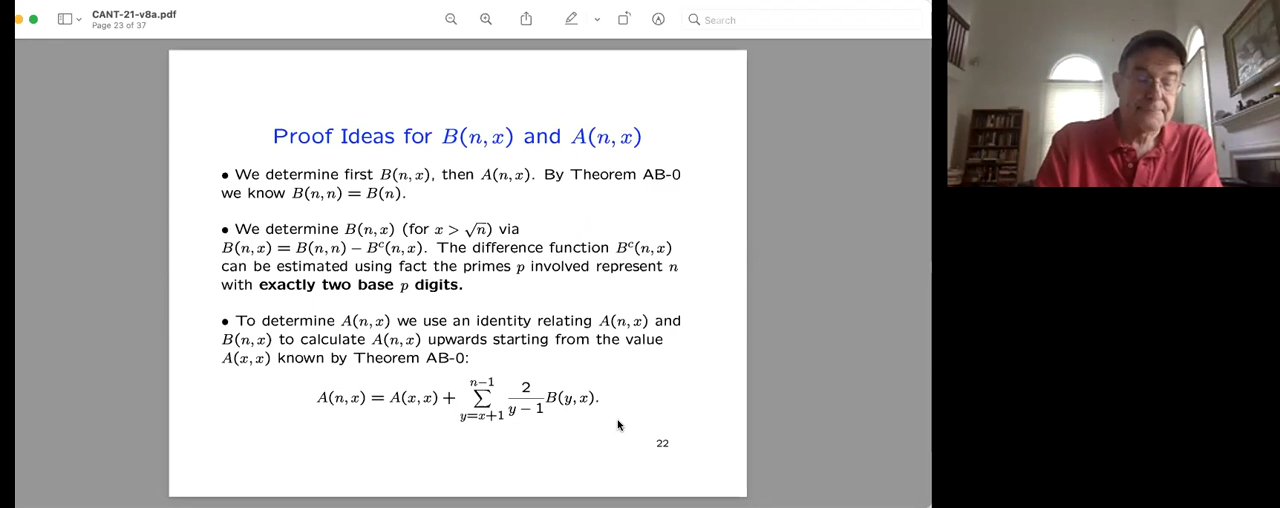 CANT-21-v8a.pdf
Page 23 of 37
Search
Proof Ideas for B(n, x) and A(n, x)
• We determine first B(n, x), then A(n, x). By Theorem AB-0
we know B(n, n) = B(n).
• We determine B(n, x) (for x > √n) via
B(n, x) = B(n, n) − Bᶜ(n, x). The difference function Bᶜ(n, x)
can be estimated using fact the primes p involved represent n
with exactly two base p digits.
• To determine A(n, x) we use an identity relating A(n, x) and
B(n, x) to calculate A(n, x) upwards starting from the value
A(x, x) known by Theorem AB-0:
A(n, x) = A(x, x) + ∑_{y=x+1}^{n−1} 2/(y − 1) B(y, x).
22